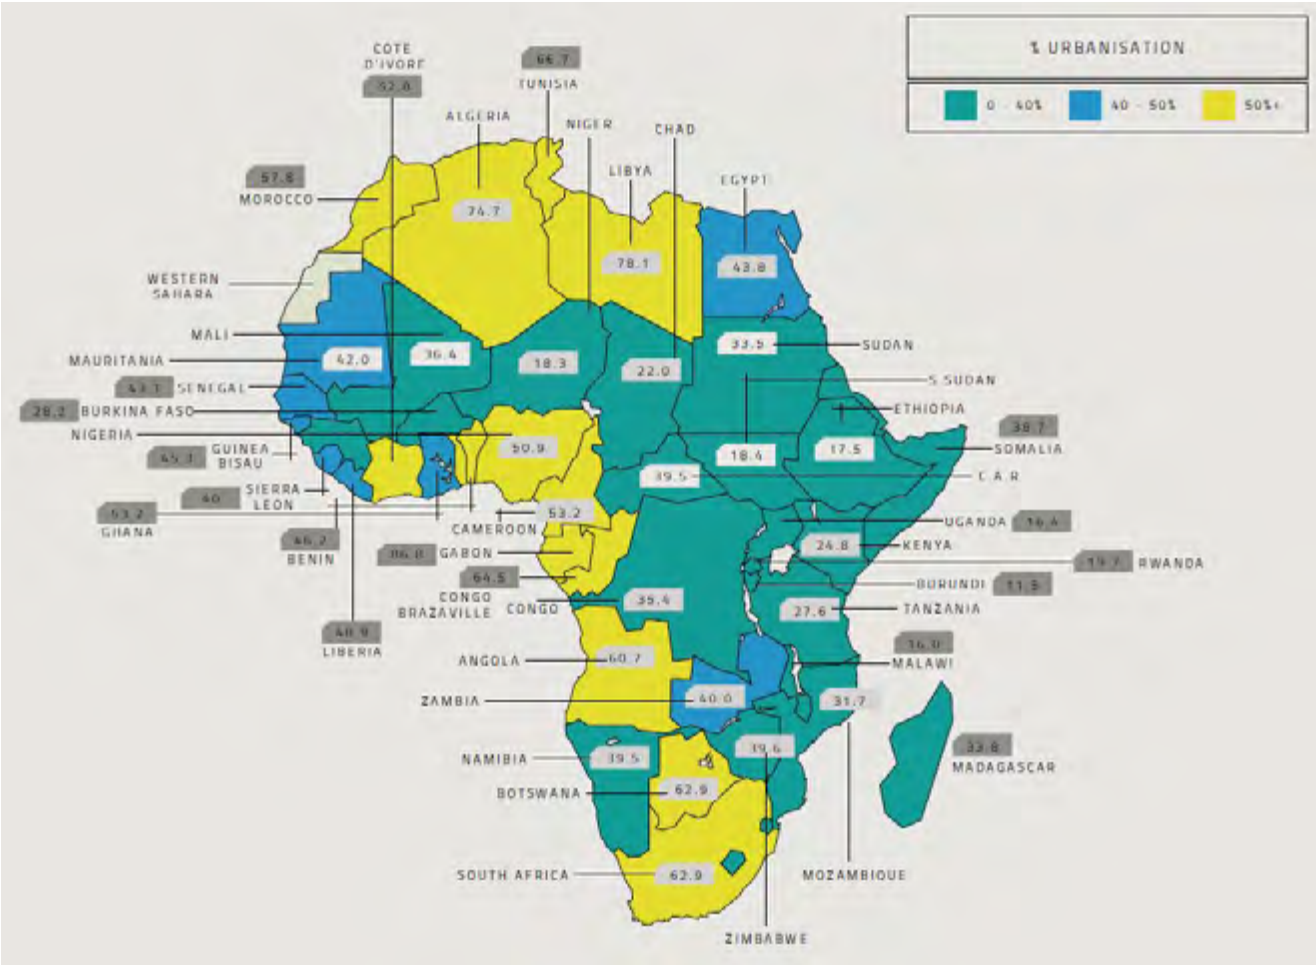 % URBANISATION
0 - 40%
40 - 50%
50%+
COTE
D'IVORE
52.8
66.7
TUNISIA
ALGERIA
NIGER
CHAD
LIBYA
EGYPT
57.8
MOROCCO
74.7
78.1
43.8
WESTERN
SAHARA
MALI
MAURITANIA
42.0
36.4
18.3
22.0
33.5
SUDAN
43.1
SENEGAL
S.SUDAN
28.2
BURKINA FASO
ETHIOPIA
NIGERIA
50.9
38.7
SOMALIA
45.1
GUINEA
BISAU
39.5
18.4
17.5
C.A.R
40
SIERRA
LEON
53.2
GHANA
CAMEROON
53.2
UGANDA
16.4
46.2
BENIN
86.8
GABON
24.8
KENYA
19.7
RWANDA
64.5
CONGO
BRAZAVILLE
CONGO
35.4
BURUNDI
11.5
27.6
TANZANIA
40.9
LIBERIA
ANGOLA
60.7
16.0
MALAWI
ZAMBIA
40.0
31.7
NAMIBIA
39.5
39.6
33.8
MADAGASCAR
BOTSWANA
62.9
SOUTH AFRICA
62.9
MOZAMBIQUE
ZIMBABWE